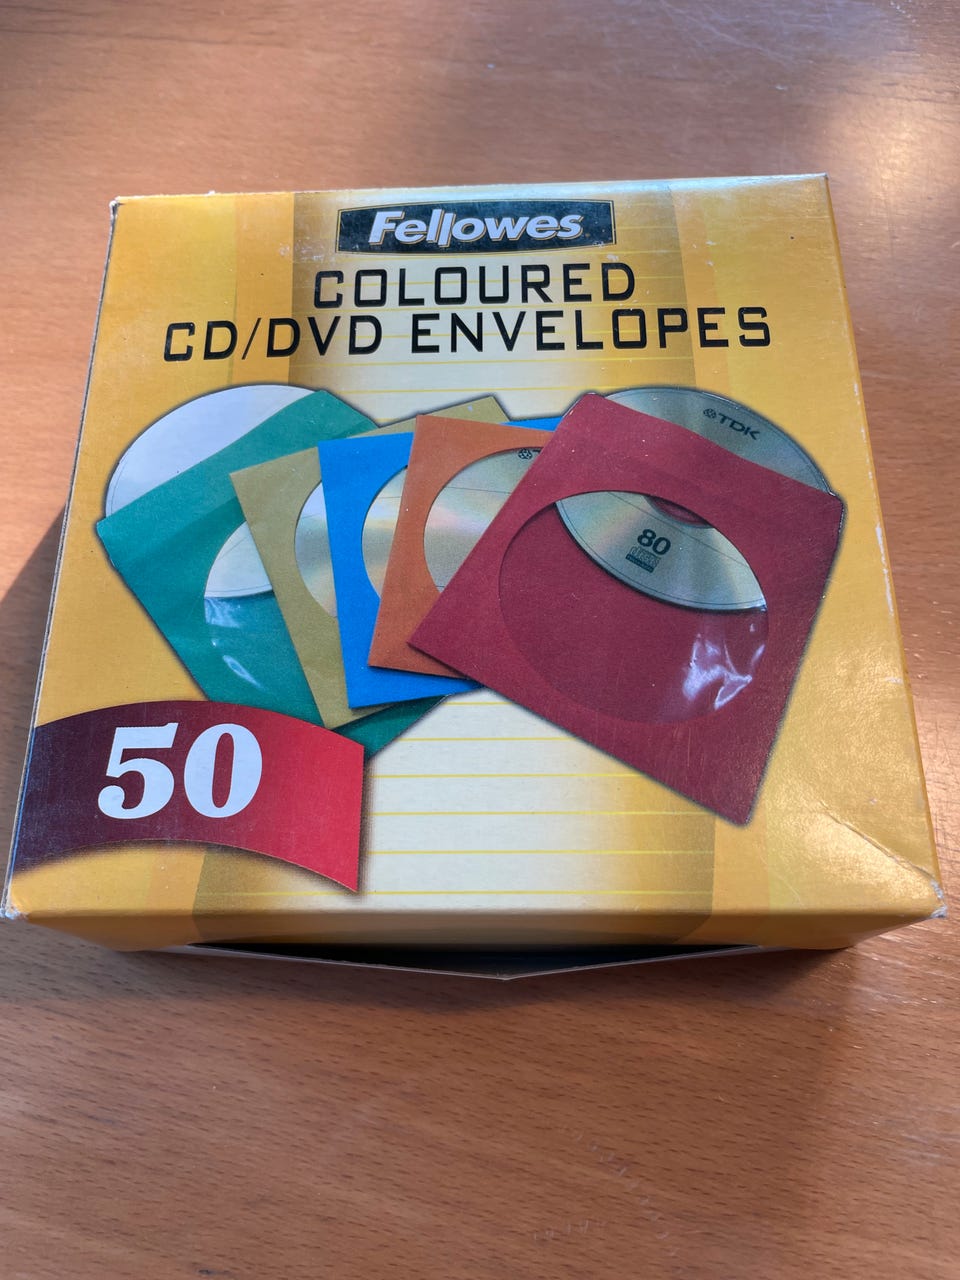 Fellowes
COLOURED
CD/DVD ENVELOPES
TDK
80
50